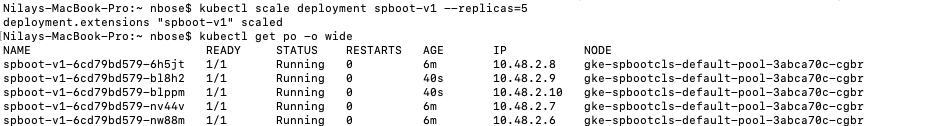 Nilays-MacBook-Pro:~ nbose$ kubectl scale deployment spboot-v1 --replicas=5
deployment.extensions "spboot-v1" scaled
[Nilays-MacBook-Pro:~ nbose$ kubectl get po -o wide
NAME READY STATUS RESTARTS AGE IP NODE
spboot-v1-6cd79bd579-6h5jt 1/1 Running 0 6m 10.48.2.8 gke-spbootcls-default-pool-3abca70c-cgbr
spboot-v1-6cd79bd579-bl8h2 1/1 Running 0 40s 10.48.2.9 gke-spbootcls-default-pool-3abca70c-cgbr
spboot-v1-6cd79bd579-blppm 1/1 Running 0 40s 10.48.2.10 gke-spbootcls-default-pool-3abca70c-cgbr
spboot-v1-6cd79bd579-nv44v 1/1 Running 0 6m 10.48.2.7 gke-spbootcls-default-pool-3abca70c-cgbr
spboot-v1-6cd79bd579-nw88m 1/1 Running 0 6m 10.48.2.6 gke-spbootcls-default-pool-3abca70c-cgbr